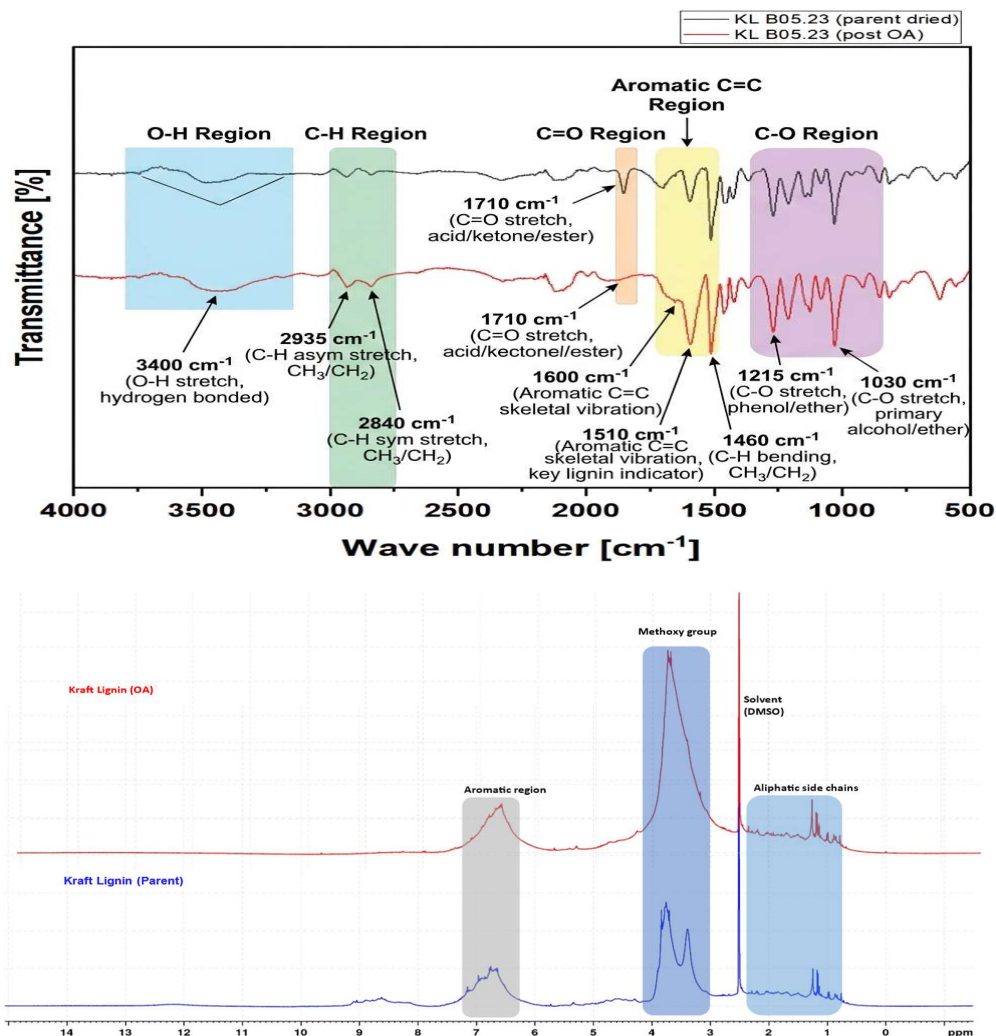 KL B05.23 (parent dried)
KL B05.23 (post OA)
Aromatic C=C
Region
O-H Region
C-H Region
C=O Region
C-O Region
Transmittance [%]
1710 cm⁻¹
(C=O stretch,
acid/ketone/ester)
1710 cm⁻¹
(C=O stretch,
acid/kectonel/ester)
3400 cm⁻¹
(O-H stretch,
hydrogen bonded)
2935 cm⁻¹
(C-H asym stretch,
CH₃/CH₂)
2840 cm⁻¹
(C-H sym stretch,
CH₃/CH₂)
1600 cm⁻¹
(Aromatic C=C
skeletal vibration)
1510 cm⁻¹
(Aromatic C=C
skeletal vibration,
key lignin indicator)
1460 cm⁻¹
(C-H bending,
CH₃/CH₂)
1215 cm⁻¹
(C-O stretch,
phenol/ether)
1030 cm⁻¹
(C-O stretch,
primary
alcohol/ether)
4000 3500 3000 2500 2000 1500 1000 500
Wave number [cm⁻¹]
Methoxy group
Kraft Lignin (OA)
Solvent
(DMSO)
Aromatic region
Aliphatic side chains
Kraft Lignin (Parent)
14 13 12 11 10 9 8 7 6 5 4 3 2 1 0 ppm